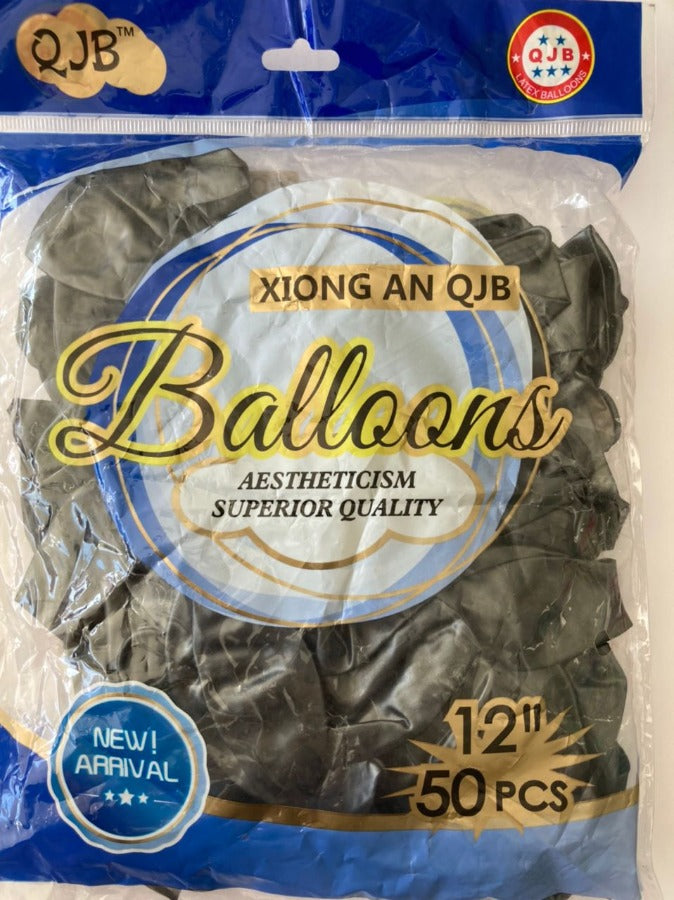 QJB™
QJB
LATEX BALLOONS
XIONG AN QJB
Balloons
AESTHETICISM
SUPERIOR QUALITY
NEW!
ARRIVAL
12"
50 PCS